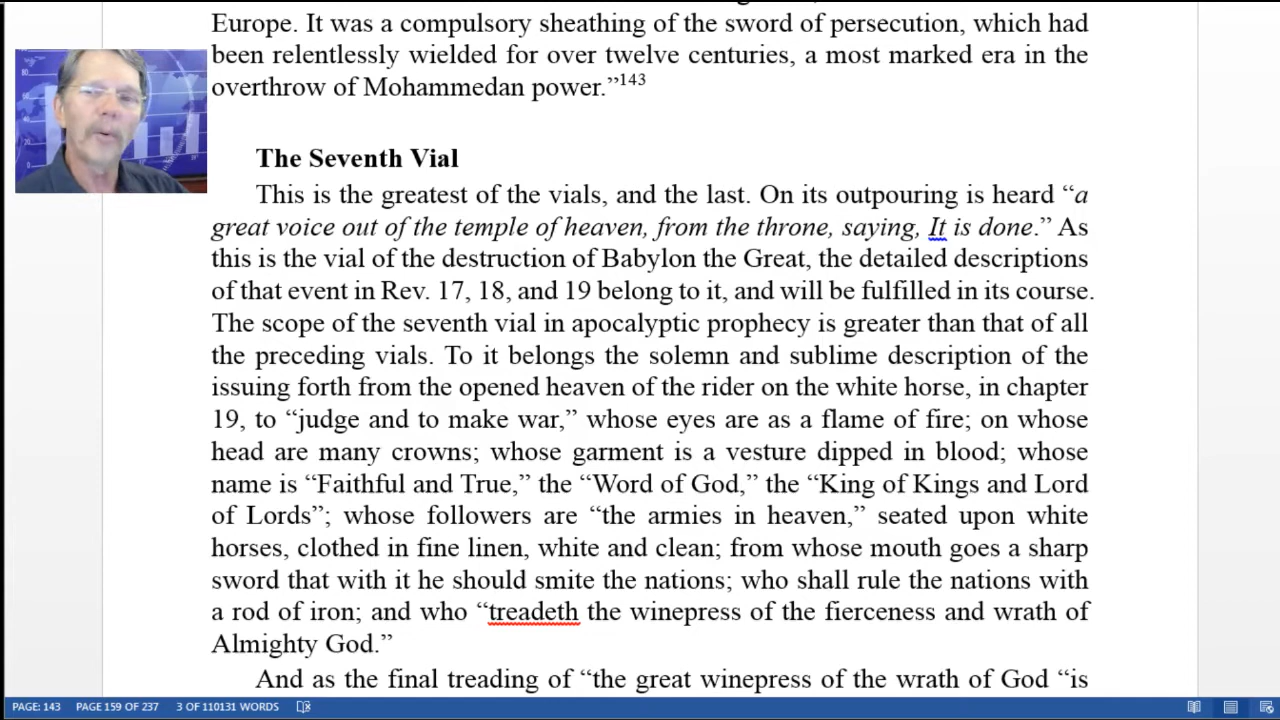 Europe. It was a compulsory sheathing of the sword of persecution, which had
been relentlessly wielded for over twelve centuries, a most marked era in the
overthrow of Mohammedan power.”143
The Seventh Vial
This is the greatest of the vials, and the last. On its outpouring is heard “a
great voice out of the temple of heaven, from the throne, saying, It is done.” As
this is the vial of the destruction of Babylon the Great, the detailed descriptions
of that event in Rev. 17, 18, and 19 belong to it, and will be fulfilled in its course.
The scope of the seventh vial in apocalyptic prophecy is greater than that of all
the preceding vials. To it belongs the solemn and sublime description of the
issuing forth from the opened heaven of the rider on the white horse, in chapter
19, to “judge and to make war,” whose eyes are as a flame of fire; on whose
head are many crowns; whose garment is a vesture dipped in blood; whose
name is “Faithful and True,” the “Word of God,” the “King of Kings and Lord
of Lords”; whose followers are “the armies in heaven,” seated upon white
horses, clothed in fine linen, white and clean; from whose mouth goes a sharp
sword that with it he should smite the nations; who shall rule the nations with
a rod of iron; and who “treadeth the winepress of the fierceness and wrath of
Almighty God.”
And as the final treading of “the great winepress of the wrath of God “is
PAGE: 143 PAGE 159 OF 237 3 OF 110131 WORDS